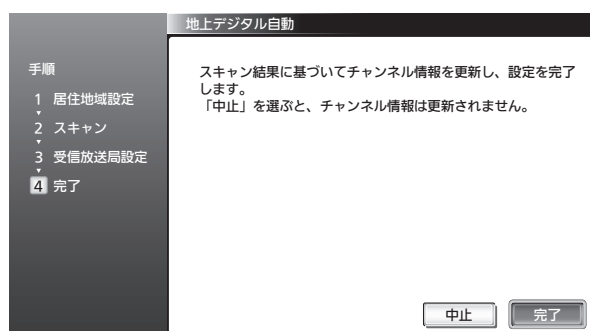 地上デジタル自動
手順
1 居住地域設定
2 スキャン
3 受信放送局設定
4 完了
スキャン結果に基づいてチャンネル情報を更新し、設定を完了
します。
「中止」を選ぶと、チャンネル情報は更新されません。
中止
完了